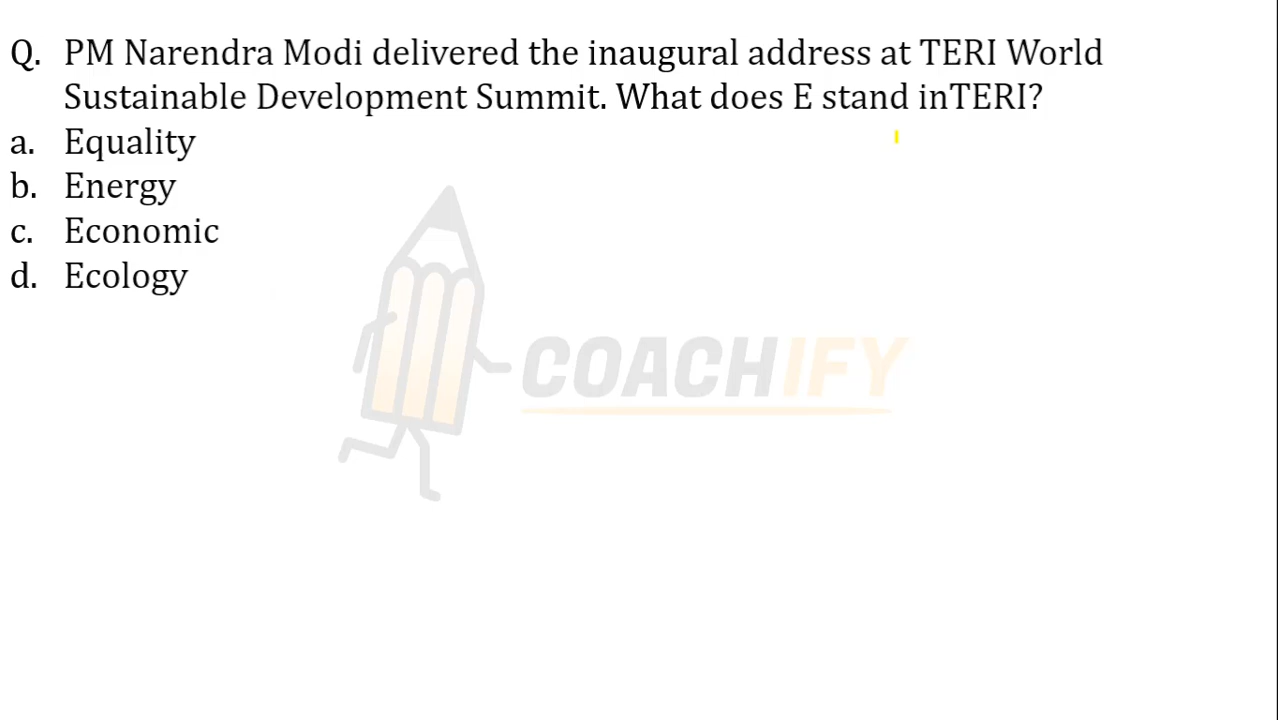 Q. PM Narendra Modi delivered the inaugural address at TERI World
Sustainable Development Summit. What does E stand inTERI?
a. Equality
b. Energy
c. Economic
d. Ecology
COACHIFY